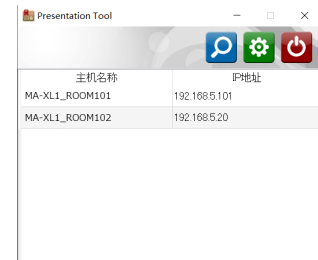 Presentation Tool
主机名称 IP地址
MA-XL1_ROOM101 192.168.5.101
MA-XL1_ROOM102 192.168.5.20